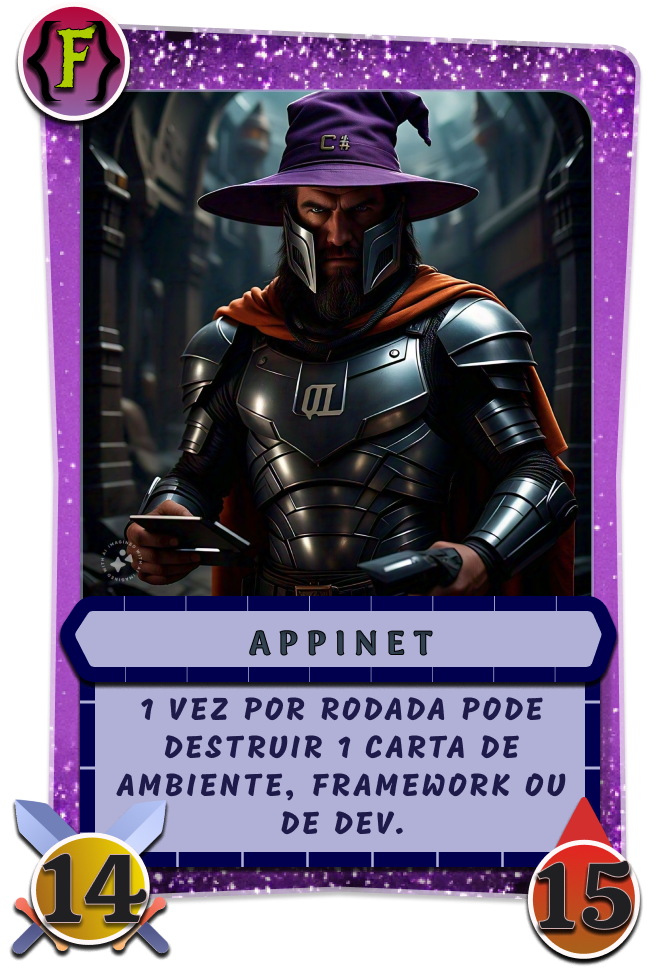 {F}
C#
APPINET
1 VEZ POR RODADA PODE
DESTRUIR 1 CARTA DE
AMBIENTE, FRAMEWORK OU
DE DEV.
14
15